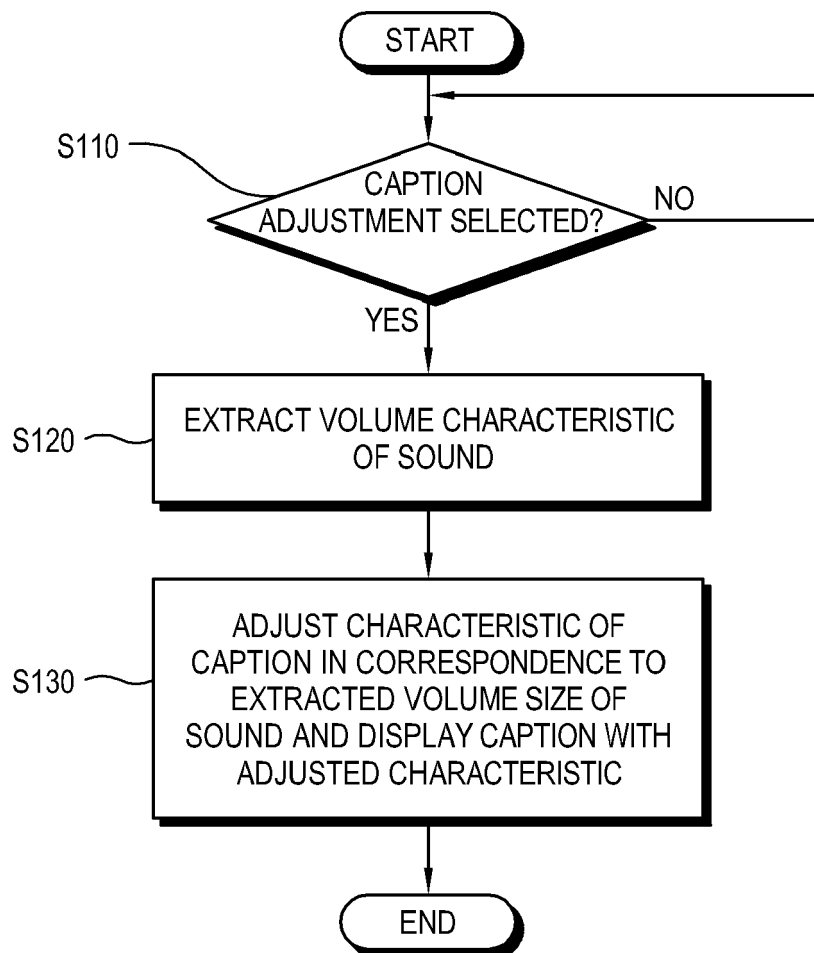 START
S110
CAPTION
ADJUSTMENT SELECTED?
NO
YES
S120
EXTRACT VOLUME CHARACTERISTIC
OF SOUND
S130
ADJUST CHARACTERISTIC OF
CAPTION IN CORRESPONDENCE TO
EXTRACTED VOLUME SIZE OF
SOUND AND DISPLAY CAPTION WITH
ADJUSTED CHARACTERISTIC
END